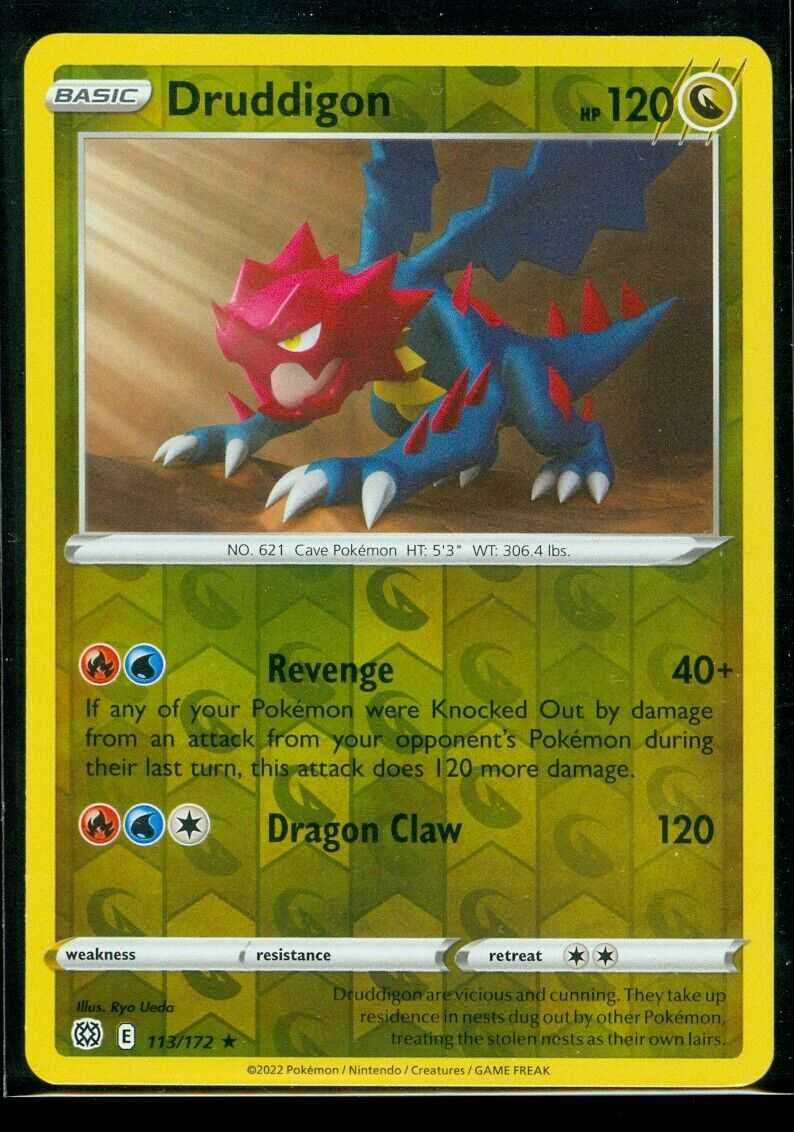 BASIC Druddigon HP 120
NO. 621 Cave Pokémon HT: 5'3" WT: 306.4 lbs.
Revenge 40+
If any of your Pokémon were Knocked Out by damage
from an attack from your opponent's Pokémon during
their last turn, this attack does 120 more damage.
Dragon Claw 120
weakness resistance retreat
Illus. Ryo Ueda
Druddigon are vicious and cunning. They take up
residence in nests dug out by other Pokémon,
treating the stolen nests as their own lairs.
E 113/172 ★
©2022 Pokémon / Nintendo / Creatures / GAME FREAK